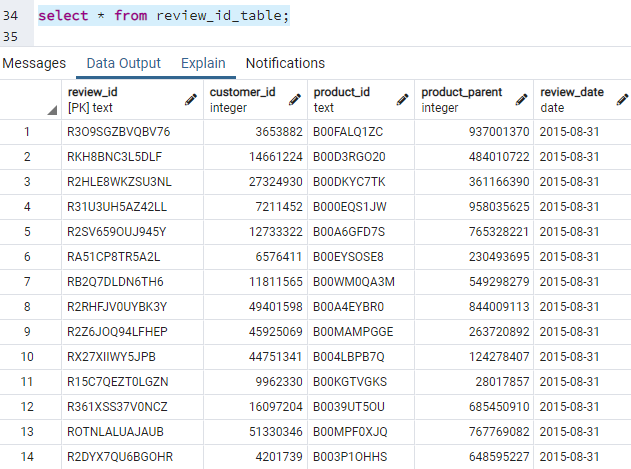 34 select * from review_id_table;
35
Messages Data Output Explain Notifications
review_id customer_id product_id product_parent review_date
[PK] text integer text integer date
1 R3O9SGZBVQBV76 3653882 B00FALQ1ZC 937001370 2015-08-31
2 RKH8BNC3L5DLF 14661224 B00D3RGO20 484010722 2015-08-31
3 R2HLE8WKZSU3NL 27324930 B00DKYC7TK 361166390 2015-08-31
4 R31U3UH5AZ42LL 7211452 B000EQS1JW 958035625 2015-08-31
5 R2SV659OUJ945Y 12733322 B00A6GFD7S 765328221 2015-08-31
6 RA51CP8TR5A2L 6576411 B00EYSOSE8 230493695 2015-08-31
7 RB2Q7DLDN6TH6 11811565 B00WM0QA3M 549298279 2015-08-31
8 R2RHFJV0UYBK3Y 49401598 B00A4EYBR0 844009113 2015-08-31
9 R2Z6JOQ94LFHEP 45925069 B00MAMPGGE 263720892 2015-08-31
10 RX27XIIWY5JPB 44751341 B004LBPB7Q 124278407 2015-08-31
11 R15C7QEZT0LGZN 9962330 B00KGTVGKS 28017857 2015-08-31
12 R361XSS37V0NCZ 16097204 B0039UT5OU 685450910 2015-08-31
13 ROTNLALUAJAUB 51330346 B00MPF0XJQ 767769082 2015-08-31
14 R2DYX7QU6BGOHR 4201739 B003P1OHHS 648595227 2015-08-31